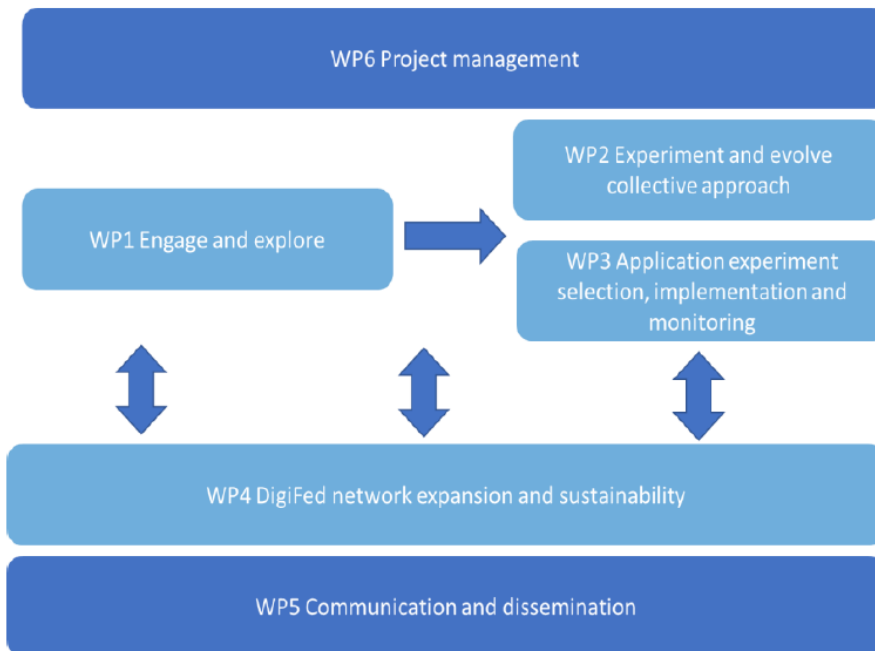 WP6 Project management
WP2 Experiment and evolve
collective approach
WP1 Engage and explore
WP3 Application experiment
selection, implementation and
monitoring
WP4 DigiFed network expansion and sustainability
WP5 Communication and dissemination